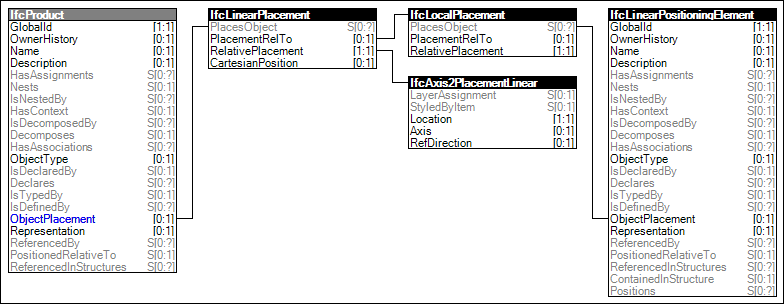 IfcProduct
GlobalId [1:1]
OwnerHistory [0:1]
Name [0:1]
Description [0:1]
HasAssignments S[0:?]
Nests S[0:1]
IsNestedBy S[0:?]
HasContext S[0:1]
IsDecomposedBy S[0:?]
Decomposes S[0:1]
HasAssociations S[0:?]
ObjectType [0:1]
IsDeclaredBy S[0:1]
Declares S[0:?]
IsTypedBy S[0:1]
IsDefinedBy S[0:?]
ObjectPlacement [0:1]
Representation [0:1]
ReferencedBy S[0:?]
PositionedRelativeTo S[0:1]
ReferencedInStructures S[0:?]
IfcLinearPlacement
PlacesObject S[0:?]
PlacementRelTo [0:1]
RelativePlacement [1:1]
CartesianPosition [0:1]
IfcLocalPlacement
PlacesObject S[0:?]
PlacementRelTo [0:1]
RelativePlacement [1:1]
IfcAxis2PlacementLinear
LayerAssignment S[0:1]
StyledByItem S[0:1]
Location [1:1]
Axis [0:1]
RefDirection [0:1]
IfcLinearPositioningElement
GlobalId [1:1]
OwnerHistory [0:1]
Name [0:1]
Description [0:1]
HasAssignments S[0:?]
Nests S[0:1]
IsNestedBy S[0:?]
HasContext S[0:1]
IsDecomposedBy S[0:?]
Decomposes S[0:1]
HasAssociations S[0:?]
ObjectType [0:1]
IsDeclaredBy S[0:1]
Declares S[0:?]
IsTypedBy S[0:1]
IsDefinedBy S[0:?]
ObjectPlacement [0:1]
Representation [0:1]
ReferencedBy S[0:?]
PositionedRelativeTo S[0:1]
ReferencedInStructures S[0:?]
ContainedInStructure S[0:1]
Positions S[0:?]